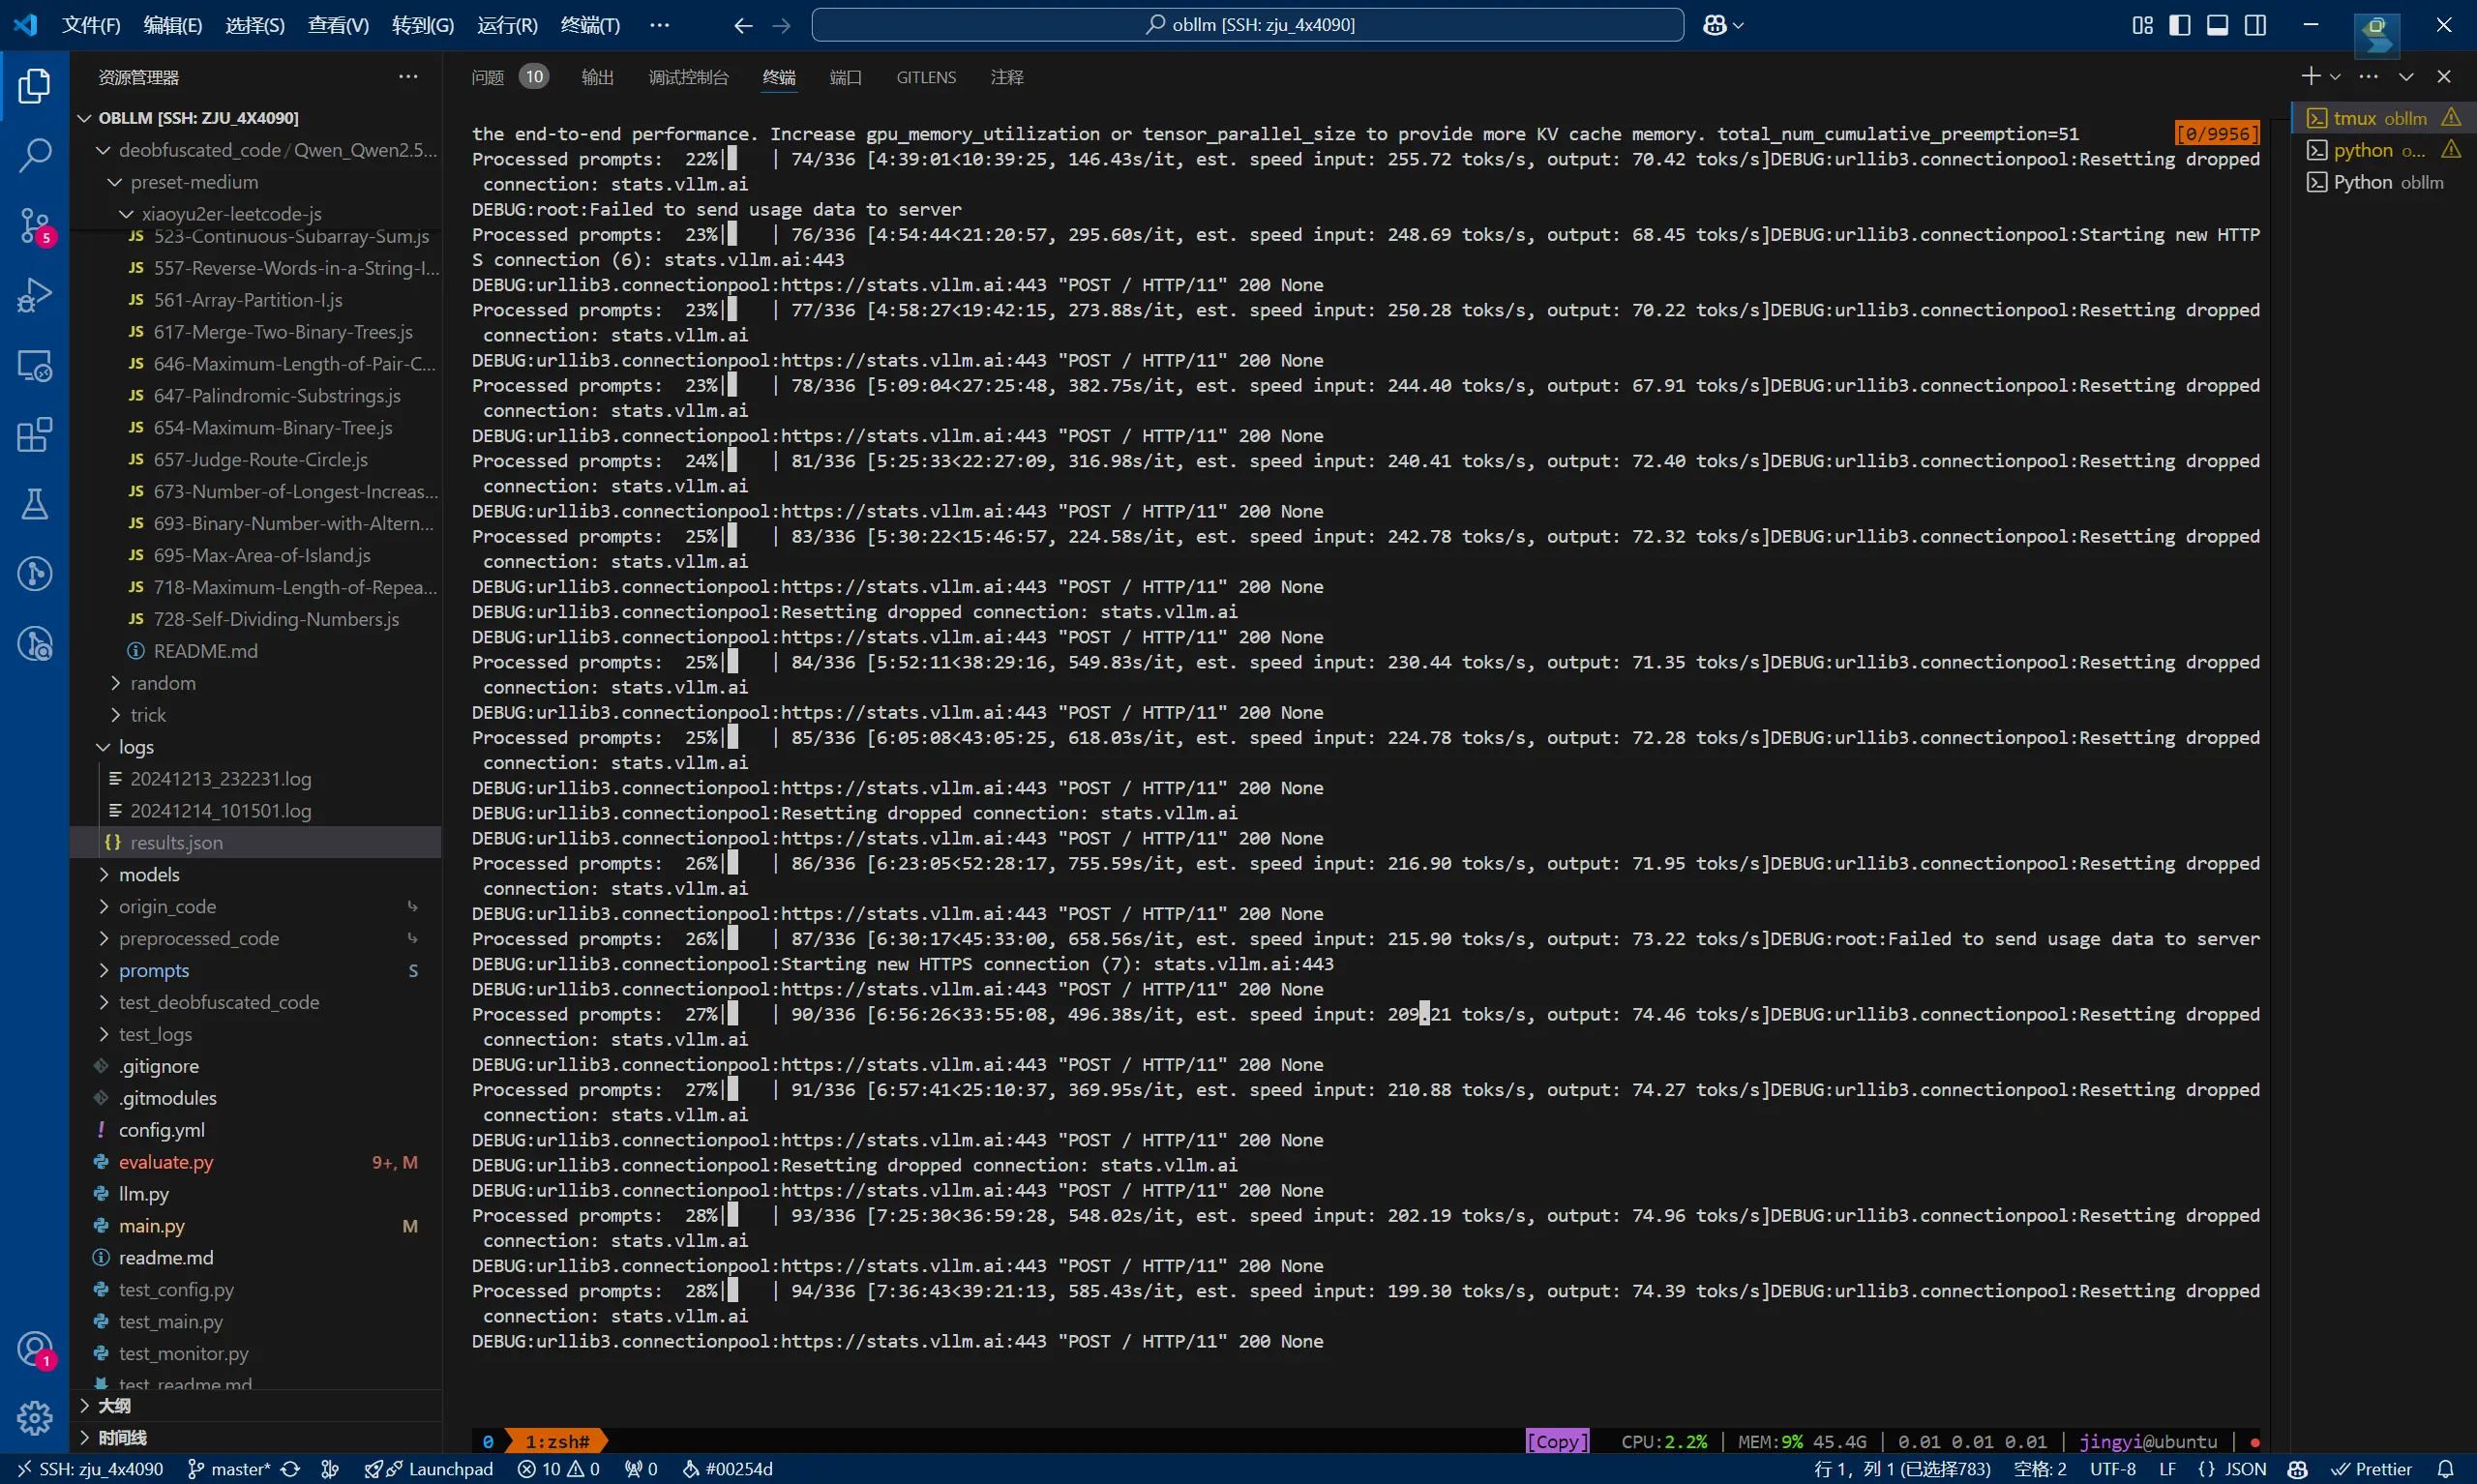 文件(F) 编辑(E) 选择(S) 查看(V) 转到(G) 运行(R) 终端(T) ··· obllm [SSH: zju_4x4090]
资源管理器 ···
OBLLM [SSH: ZJU_4X4090]
deobfuscated_code / Qwen_Qwen2.5...
preset-medium
xiaoyu2er-leetcode-js
JS 523-Continuous-Subarray-Sum.js
JS 557-Reverse-Words-in-a-String-I...
JS 561-Array-Partition-I.js
JS 617-Merge-Two-Binary-Trees.js
JS 646-Maximum-Length-of-Pair-C...
JS 647-Palindromic-Substrings.js
JS 654-Maximum-Binary-Tree.js
JS 657-Judge-Route-Circle.js
JS 673-Number-of-Longest-Increas...
JS 693-Binary-Number-with-Altern...
JS 695-Max-Area-of-Island.js
JS 718-Maximum-Length-of-Repea...
JS 728-Self-Dividing-Numbers.js
README.md
random
trick
logs
20241213_232231.log
20241214_101501.log
{} results.json
models
origin_code
preprocessed_code
prompts S
test_deobfuscated_code
test_logs
.gitignore
.gitmodules
! config.yml
evaluate.py 9+, M
llm.py
main.py M
readme.md
test_config.py
test_main.py
test_monitor.py
test_readme.md
大纲
时间线
5
1
问题 10 输出 调试控制台 终端 端口 GITLENS 注释
the end-to-end performance. Increase gpu_memory_utilization or tensor_parallel_size to provide more KV cache memory. total_num_cumulative_preemption=51 [0/9956]
Processed prompts:  22%| | 74/336 [4:39:01<10:39:25, 146.43s/it, est. speed input: 255.72 toks/s, output: 70.42 toks/s]DEBUG:urllib3.connectionpool:Resetting dropped
connection: stats.vllm.ai
DEBUG:root:Failed to send usage data to server
Processed prompts:  23%| | 76/336 [4:54:44<21:20:57, 295.60s/it, est. speed input: 248.69 toks/s, output: 68.45 toks/s]DEBUG:urllib3.connectionpool:Starting new HTTP
S connection (6): stats.vllm.ai:443
DEBUG:urllib3.connectionpool:https://stats.vllm.ai:443 "POST / HTTP/11" 200 None
Processed prompts:  23%| | 77/336 [4:58:27<19:42:15, 273.88s/it, est. speed input: 250.28 toks/s, output: 70.22 toks/s]DEBUG:urllib3.connectionpool:Resetting dropped
connection: stats.vllm.ai
DEBUG:urllib3.connectionpool:https://stats.vllm.ai:443 "POST / HTTP/11" 200 None
Processed prompts:  23%| | 78/336 [5:09:04<27:25:48, 382.75s/it, est. speed input: 244.40 toks/s, output: 67.91 toks/s]DEBUG:urllib3.connectionpool:Resetting dropped
connection: stats.vllm.ai
DEBUG:urllib3.connectionpool:https://stats.vllm.ai:443 "POST / HTTP/11" 200 None
Processed prompts:  24%| | 81/336 [5:25:33<22:27:09, 316.98s/it, est. speed input: 240.41 toks/s, output: 72.40 toks/s]DEBUG:urllib3.connectionpool:Resetting dropped
connection: stats.vllm.ai
DEBUG:urllib3.connectionpool:https://stats.vllm.ai:443 "POST / HTTP/11" 200 None
Processed prompts:  25%| | 83/336 [5:30:22<15:46:57, 224.58s/it, est. speed input: 242.78 toks/s, output: 72.32 toks/s]DEBUG:urllib3.connectionpool:Resetting dropped
connection: stats.vllm.ai
DEBUG:urllib3.connectionpool:https://stats.vllm.ai:443 "POST / HTTP/11" 200 None
DEBUG:urllib3.connectionpool:Resetting dropped connection: stats.vllm.ai
DEBUG:urllib3.connectionpool:https://stats.vllm.ai:443 "POST / HTTP/11" 200 None
Processed prompts:  25%| | 84/336 [5:52:11<38:29:16, 549.83s/it, est. speed input: 230.44 toks/s, output: 71.35 toks/s]DEBUG:urllib3.connectionpool:Resetting dropped
connection: stats.vllm.ai
DEBUG:urllib3.connectionpool:https://stats.vllm.ai:443 "POST / HTTP/11" 200 None
Processed prompts:  25%| | 85/336 [6:05:08<43:05:25, 618.03s/it, est. speed input: 224.78 toks/s, output: 72.28 toks/s]DEBUG:urllib3.connectionpool:Resetting dropped
connection: stats.vllm.ai
DEBUG:urllib3.connectionpool:https://stats.vllm.ai:443 "POST / HTTP/11" 200 None
DEBUG:urllib3.connectionpool:Resetting dropped connection: stats.vllm.ai
DEBUG:urllib3.connectionpool:https://stats.vllm.ai:443 "POST / HTTP/11" 200 None
Processed prompts:  26%| | 86/336 [6:23:05<52:28:17, 755.59s/it, est. speed input: 216.90 toks/s, output: 71.95 toks/s]DEBUG:urllib3.connectionpool:Resetting dropped
connection: stats.vllm.ai
DEBUG:urllib3.connectionpool:https://stats.vllm.ai:443 "POST / HTTP/11" 200 None
Processed prompts:  26%| | 87/336 [6:30:17<45:33:00, 658.56s/it, est. speed input: 215.90 toks/s, output: 73.22 toks/s]DEBUG:root:Failed to send usage data to server
DEBUG:urllib3.connectionpool:Starting new HTTPS connection (7): stats.vllm.ai:443
DEBUG:urllib3.connectionpool:https://stats.vllm.ai:443 "POST / HTTP/11" 200 None
Processed prompts:  27%| | 90/336 [6:56:26<33:55:08, 496.38s/it, est. speed input: 209.21 toks/s, output: 74.46 toks/s]DEBUG:urllib3.connectionpool:Resetting dropped
connection: stats.vllm.ai
DEBUG:urllib3.connectionpool:https://stats.vllm.ai:443 "POST / HTTP/11" 200 None
Processed prompts:  27%| | 91/336 [6:57:41<25:10:37, 369.95s/it, est. speed input: 210.88 toks/s, output: 74.27 toks/s]DEBUG:urllib3.connectionpool:Resetting dropped
connection: stats.vllm.ai
DEBUG:urllib3.connectionpool:https://stats.vllm.ai:443 "POST / HTTP/11" 200 None
DEBUG:urllib3.connectionpool:Resetting dropped connection: stats.vllm.ai
DEBUG:urllib3.connectionpool:https://stats.vllm.ai:443 "POST / HTTP/11" 200 None
Processed prompts:  28%| | 93/336 [7:25:30<36:59:28, 548.02s/it, est. speed input: 202.19 toks/s, output: 74.96 toks/s]DEBUG:urllib3.connectionpool:Resetting dropped
connection: stats.vllm.ai
DEBUG:urllib3.connectionpool:https://stats.vllm.ai:443 "POST / HTTP/11" 200 None
Processed prompts:  28%| | 94/336 [7:36:43<39:21:13, 585.43s/it, est. speed input: 199.30 toks/s, output: 74.39 toks/s]DEBUG:urllib3.connectionpool:Resetting dropped
connection: stats.vllm.ai
DEBUG:urllib3.connectionpool:https://stats.vllm.ai:443 "POST / HTTP/11" 200 None
0 1:zsh# [Copy] CPU:2.2% | MEM:9% 45.4G | 0.01 0.01 0.01 | jingyi@ubuntu |
tmux obllm
python o...
Python obllm
SSH: zju_4x4090 master* Launchpad 10 0 0 #00254d 行 1, 列 1 (已选择783) 空格: 2 UTF-8 LF {} JSON Prettier